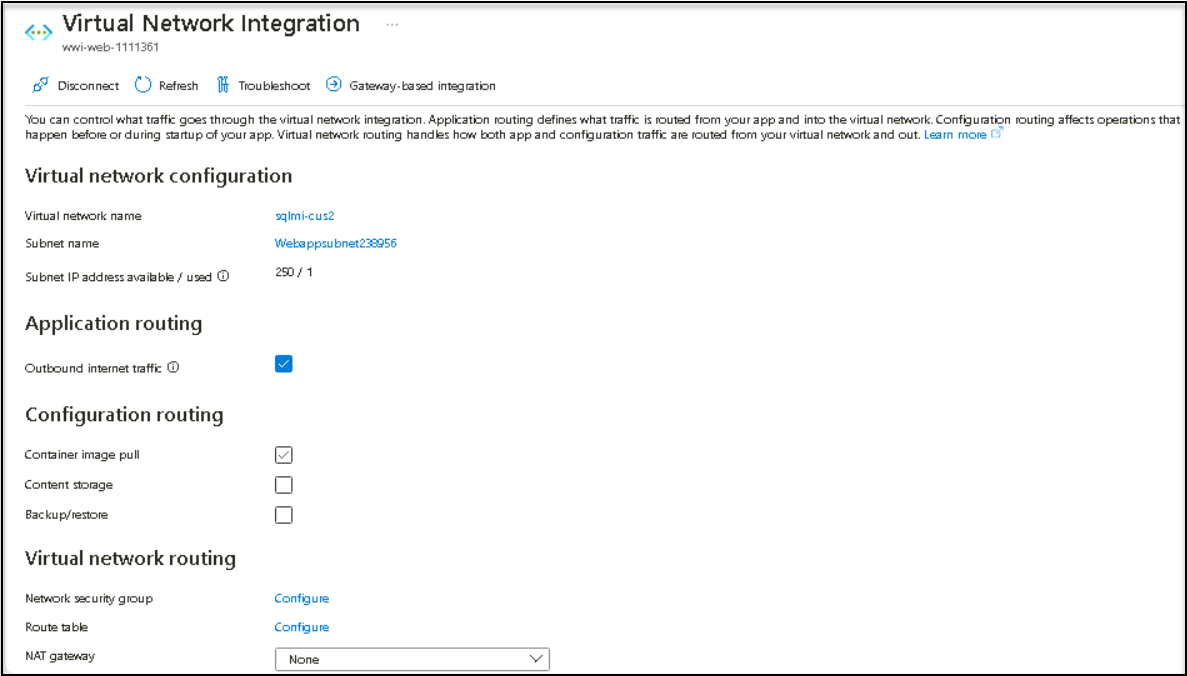 Virtual Network Integration ...
wwi-web-1111361
Disconnect Refresh Troubleshoot Gateway-based integration
You can control what traffic goes through the virtual network integration. Application routing defines what traffic is routed from your app and into the virtual network. Configuration routing affects operations that
happen before or during startup of your app. Virtual network routing handles how both app and configuration traffic are routed from your virtual network and out. Learn more
Virtual network configuration
Virtual network name sqlmi-cus2
Subnet name Webappsubnet238956
Subnet IP address available / used 250 / 1
Application routing
Outbound internet traffic
Configuration routing
Container image pull
Content storage
Backup/restore
Virtual network routing
Network security group Configure
Route table Configure
NAT gateway None